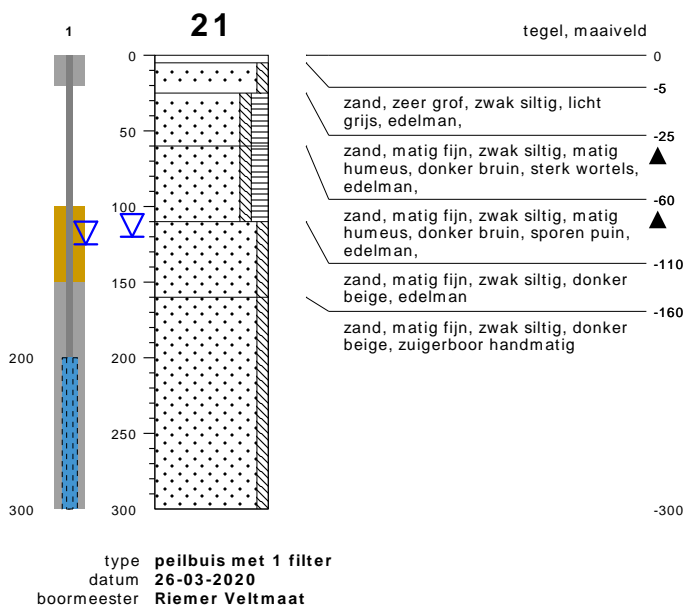 21
1
tegel, maaiveld
0
0
-5
zand, zeer grof, zwak siltig, licht
grijs, edelman,
-25
50
zand, matig fijn, zwak siltig, matig
humeus, donker bruin, sterk wortels,
edelman,
-60
100
zand, matig fijn, zwak siltig, matig
humeus, donker bruin, sporen puin,
edelman,
-110
150
zand, matig fijn, zwak siltig, donker
beige, edelman
-160
zand, matig fijn, zwak siltig, donker
beige, zuigerboor handmatig
200
200
250
300
300
-300
type peilbuis met 1 filter
datum 26-03-2020
boormeester Riemer Veltmaat